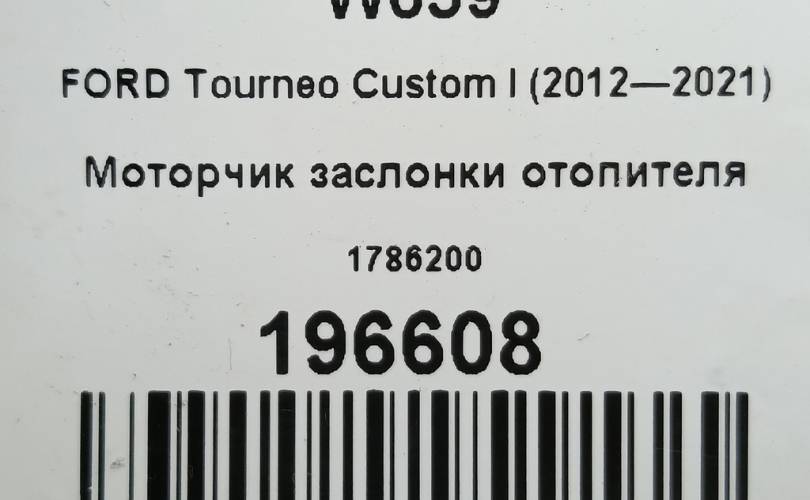 FORD Tourneo Custom I (2012—2021)
Моторчик заслонки отопителя
1786200
196608